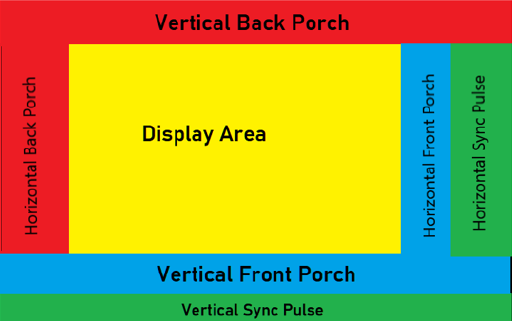 Vertical Back Porch
Horizontal Back Porch
Display Area
Horizontal Front Porch
Horizontal Sync Pulse
Vertical Front Porch
Vertical Sync Pulse